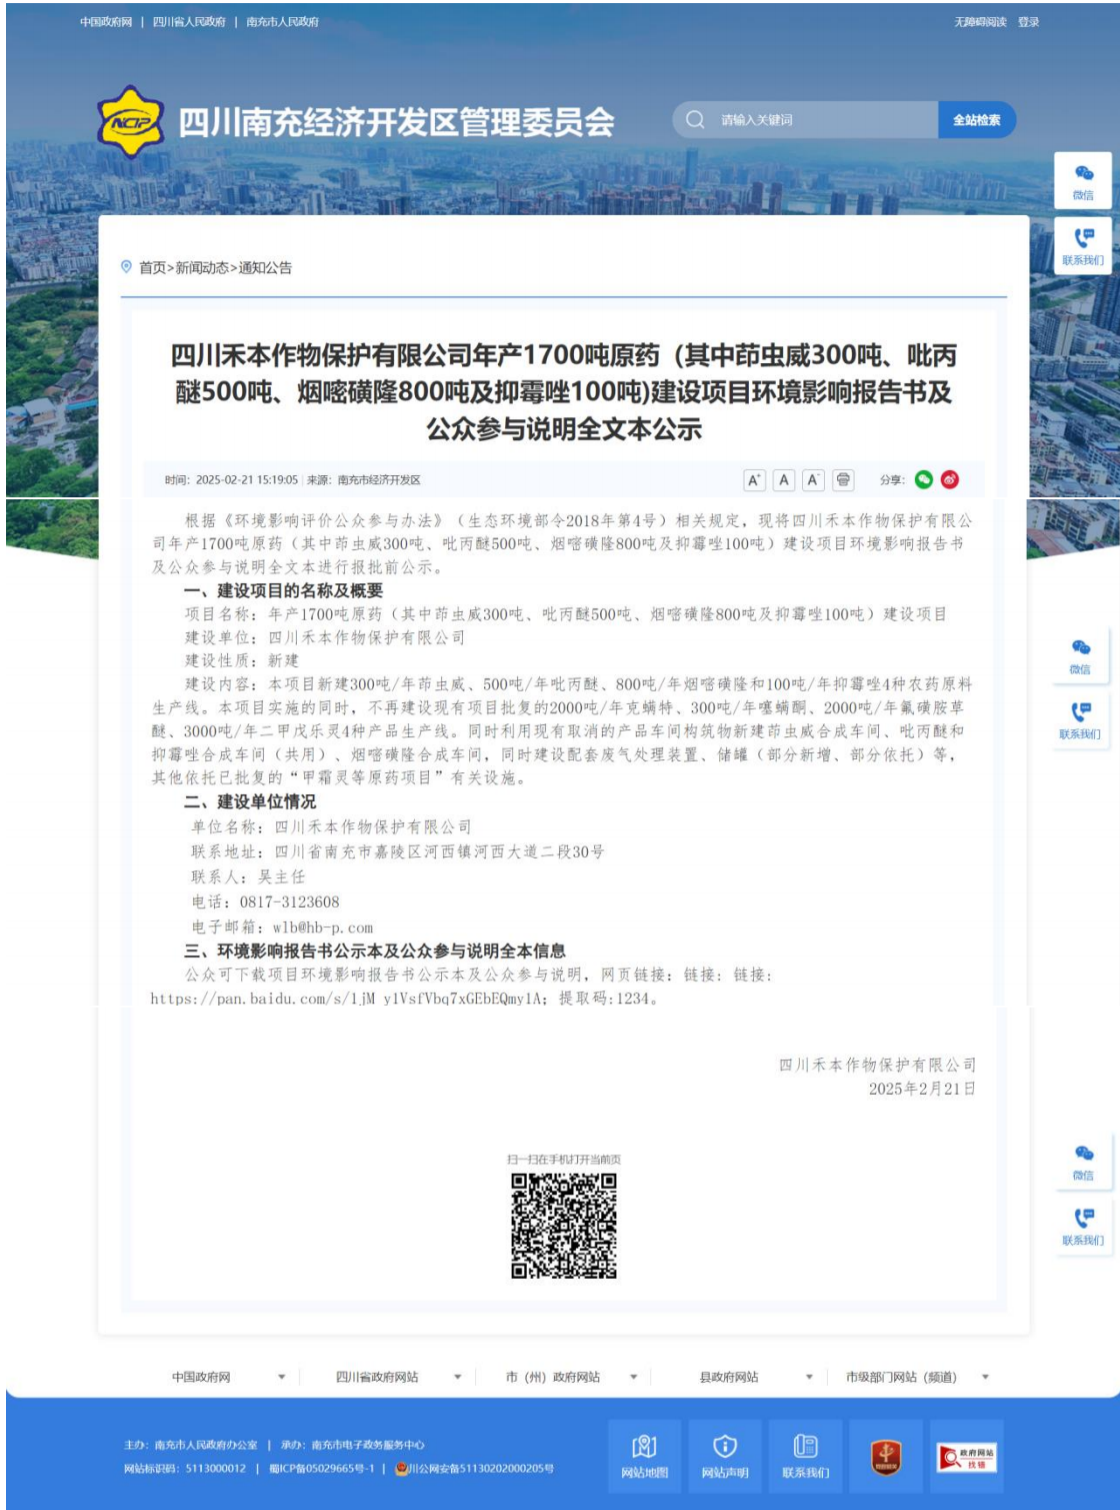 中国政府网 | 四川省人民政府 | 南充市人民政府
无障碍阅读 登录
NCIP
四川南充经济开发区管理委员会
请输入关键词
全站检索
微信
联系我们
首页>新闻动态>通知公告
四川禾本作物保护有限公司年产1700吨原药（其中茚虫威300吨、吡丙
醚500吨、烟嘧磺隆800吨及抑霉唑100吨)建设项目环境影响报告书及
公众参与说明全文本公示
时间：2025-02-21 15:19:05 | 来源：南充市经济开发区
A+ A A- 分享：
根据《环境影响评价公众参与办法》（生态环境部令2018年第4号）相关规定，现将四川禾本作物保护有限公
司年产1700吨原药（其中茚虫威300吨、吡丙醚500吨、烟嘧磺隆800吨及抑霉唑100吨）建设项目环境影响报告书
及公众参与说明全文本进行报批前公示。
一、建设项目的名称及概要
项目名称：年产1700吨原药（其中茚虫威300吨、吡丙醚500吨、烟嘧磺隆800吨及抑霉唑100吨）建设项目
建设单位：四川禾本作物保护有限公司
建设性质：新建
建设内容：本项目新建300吨/年茚虫威、500吨/年吡丙醚、800吨/年烟嘧磺隆和100吨/年抑霉唑4种农药原料
生产线。本项目实施的同时，不再建设现有项目批复的2000吨/年克螨特、300吨/年噻螨酮、2000吨/年氟磺胺草
醚、3000吨/年二甲戊乐灵4种产品生产线。同时利用现有取消的产品车间构筑物新建茚虫威合成车间、吡丙醚和
抑霉唑合成车间（共用）、烟嘧磺隆合成车间，同时建设配套废气处理装置、储罐（部分新增、部分依托）等，
其他依托已批复的“甲霜灵等原药项目”有关设施。
二、建设单位情况
单位名称：四川禾本作物保护有限公司
联系地址：四川省南充市嘉陵区河西镇河西大道二段30号
联系人：吴主任
电话：0817-3123608
电子邮箱：wlb@hb-p.com
微信
联系我们
三、环境影响报告书公示本及公众参与说明全本信息
公众可下载项目环境影响报告书公示本及公众参与说明，网页链接：链接：链接：
https://pan.baidu.com/s/1jM_y1VsfVbq7xGEbEQmy1A；提取码:1234。
四川禾本作物保护有限公司
2025年2月21日
扫一扫在手机打开当前页
微信
联系我们
中国政府网 四川省政府网站 市（州）政府网站 县政府网站 市级部门网站（频道）
主办：南充市人民政府办公室 | 承办：南充市电子政务服务中心
网站标识码：5113000012 | 蜀ICP备05029665号-1 | 川公网安备51130202000205号
网站地图 网站声明 联系我们
政府网站
找错